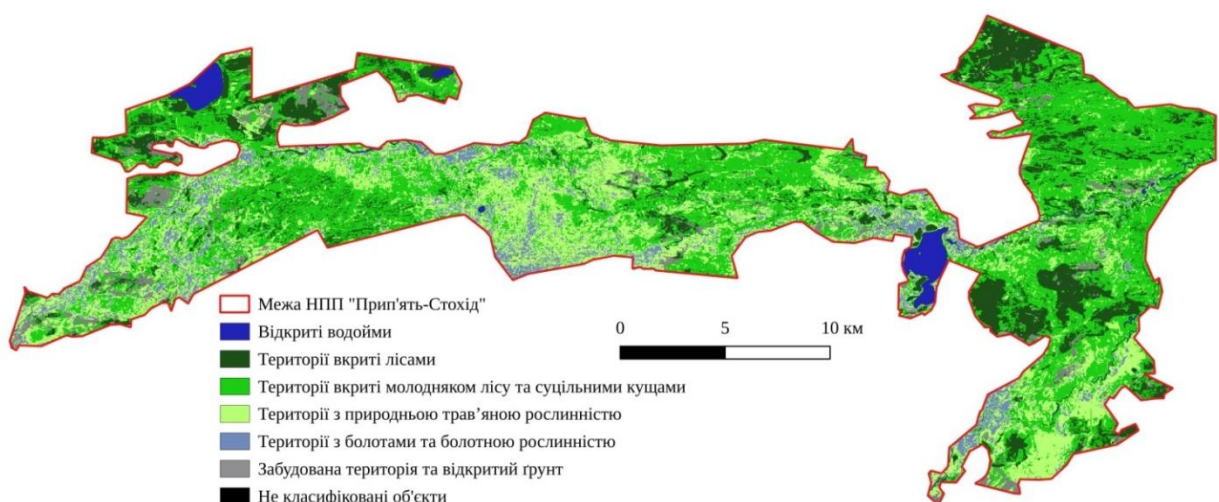 Межа НПП "Прип'ять-Стохід"
Відкриті водойми
Території вкриті лісами
Території вкриті молодняком лісу та суцільними кущами
Території з природньою трав’яною рослинністю
Території з болотами та болотною рослинністю
Забудована територія та відкритий ґрунт
Не класифіковані об'єкти
0 5 10 км